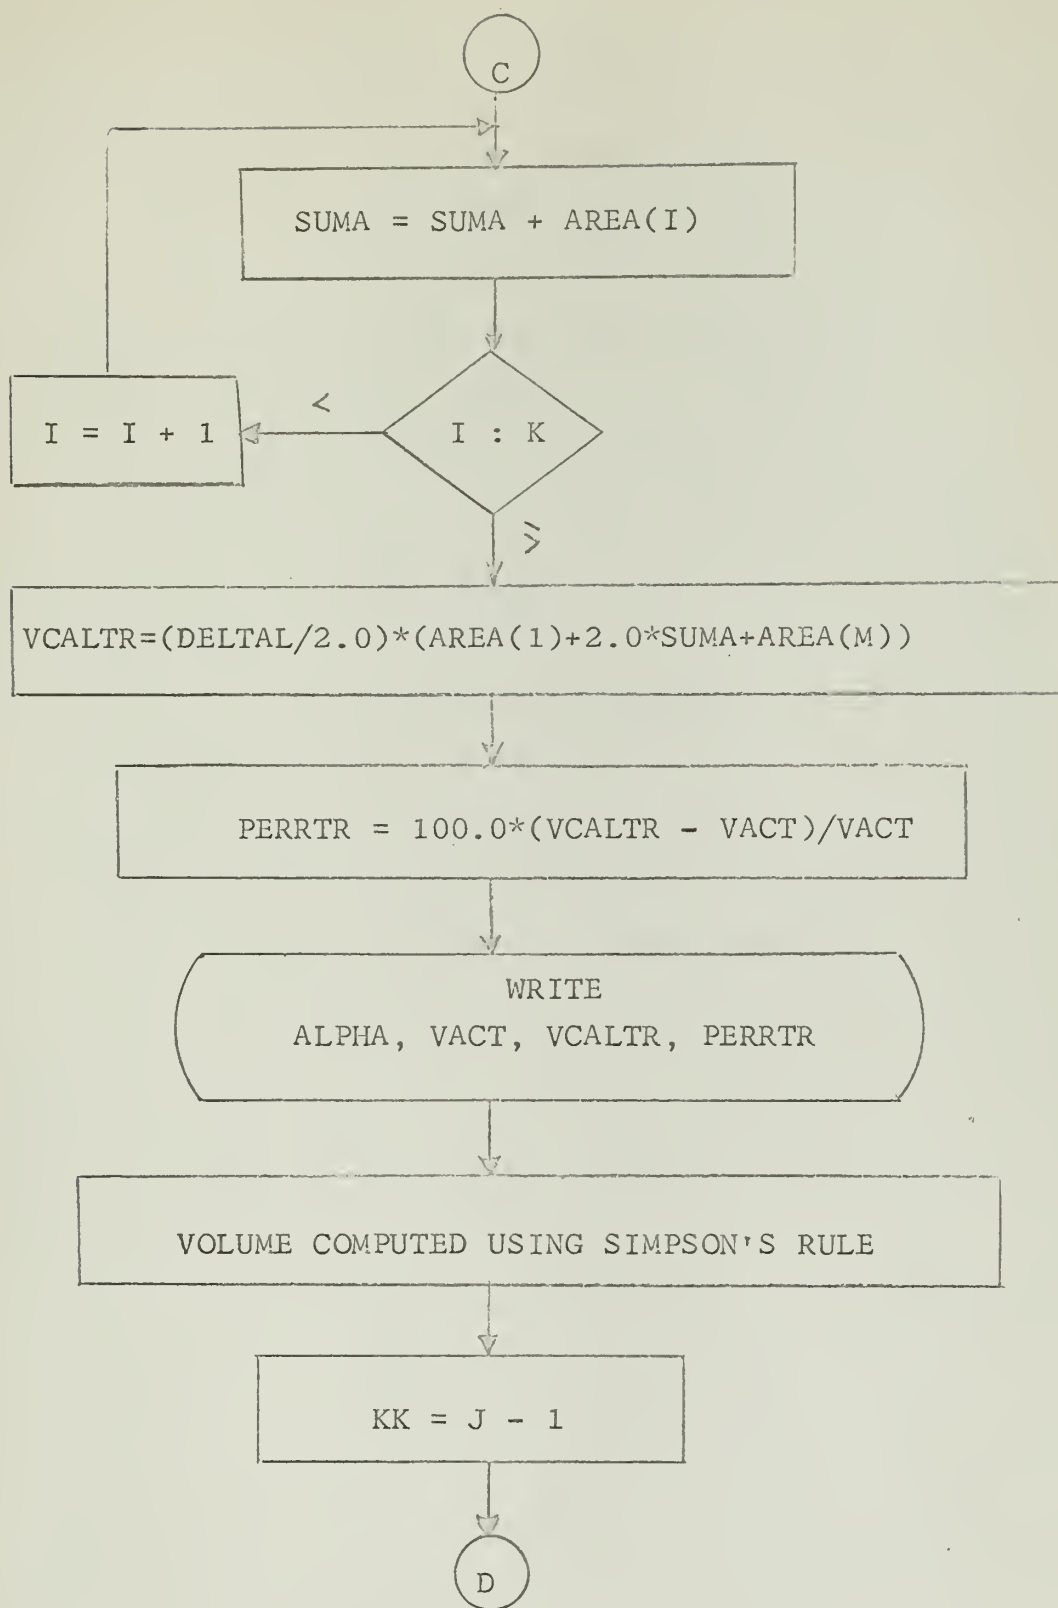 C
SUMA = SUMA + AREA(I)
I = I + 1
<
I : K
≥
VCALTR=(DELTAL/2.0)*(AREA(1)+2.0*SUMA+AREA(M))
PERRTR = 100.0*(VCALTR - VACT)/VACT
WRITE
ALPHA, VACT, VCALTR, PERRTR
VOLUME COMPUTED USING SIMPSON'S RULE
KK = J - 1
D